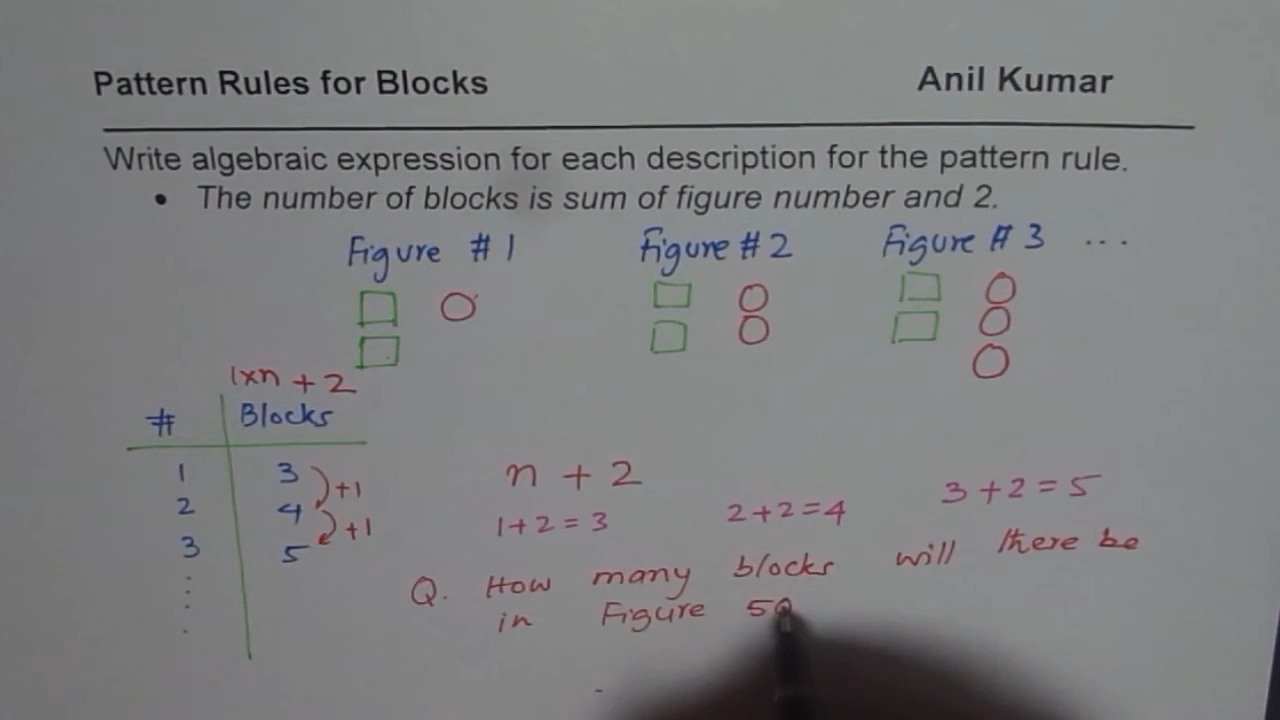 Pattern Rules for Blocks Anil Kumar
Write algebraic expression for each description for the pattern rule.
• The number of blocks is sum of figure number and 2.
Figure # 1 Figure # 2 Figure # 3 ...
1×n + 2
# Blocks
1 3 +1
2 4 +1
3 5
n + 2
1+2=3 2+2=4 3+2=5
Q. How many blocks will there be
in Figure 50